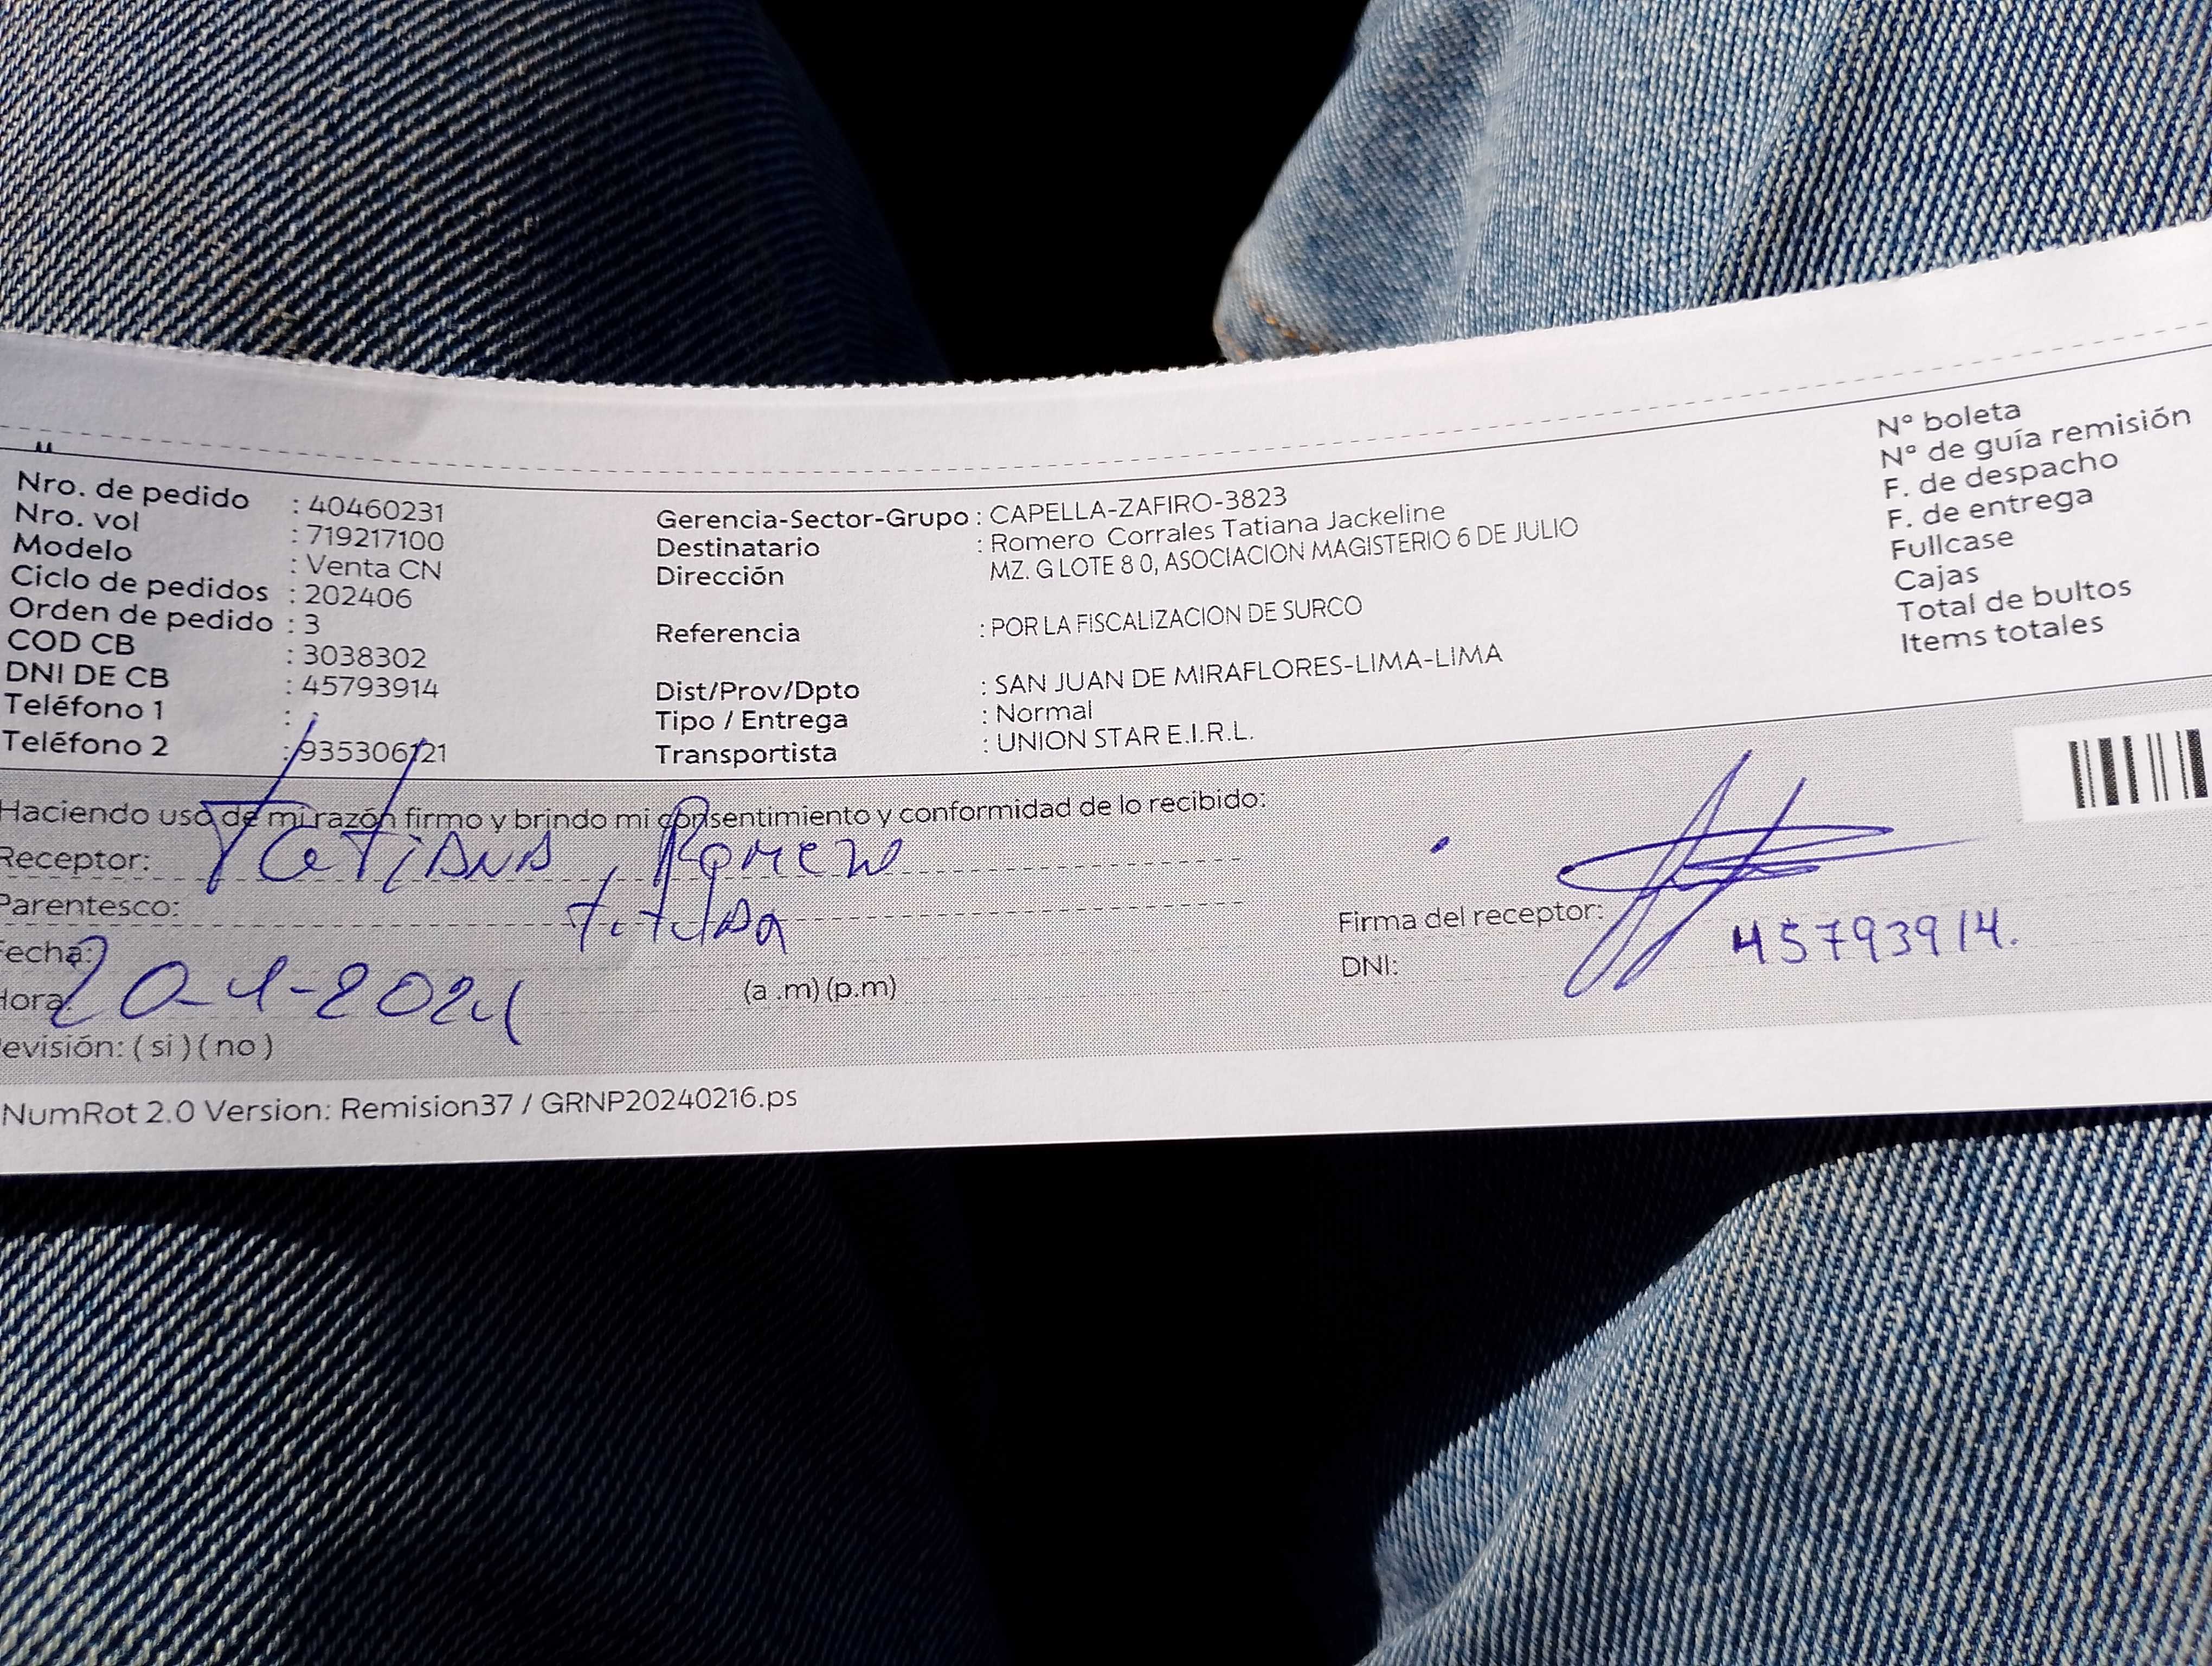 Nro. de pedido : 40460231
Nro. vol : 719217100
Modelo : Venta CN
Ciclo de pedidos : 202406
Orden de pedido : 3
COD CB : 3038302
DNI DE CB : 45793914
Teléfono 1 :
Teléfono 2 : 935306121
Gerencia-Sector-Grupo : CAPELLA-ZAFIRO-3823
Destinatario : Romero Corrales Tatiana Jackeline
Dirección MZ. G LOTE 8 0, ASOCIACION MAGISTERIO 6 DE JULIO
Referencia : POR LA FISCALIZACION DE SURCO
Dist/Prov/Dpto : SAN JUAN DE MIRAFLORES-LIMA-LIMA
Tipo / Entrega : Normal
Transportista : UNION STAR E.I.R.L.
N° boleta
N° de guía remisión
F. de despacho
F. de entrega
Fullcase
Cajas
Total de bultos
Items totales
Haciendo uso de mi razón firmo y brindo mi consentimiento y conformidad de lo recibido:
Receptor: Tatiana Romero
Parentesco: titular
echa: 20-4-2024
Hora (a .m) (p.m)
evisión: ( si ) ( no )
Firma del receptor:
DNI: 45793914.
NumRot 2.0 Version: Remision37 / GRNP20240216.ps